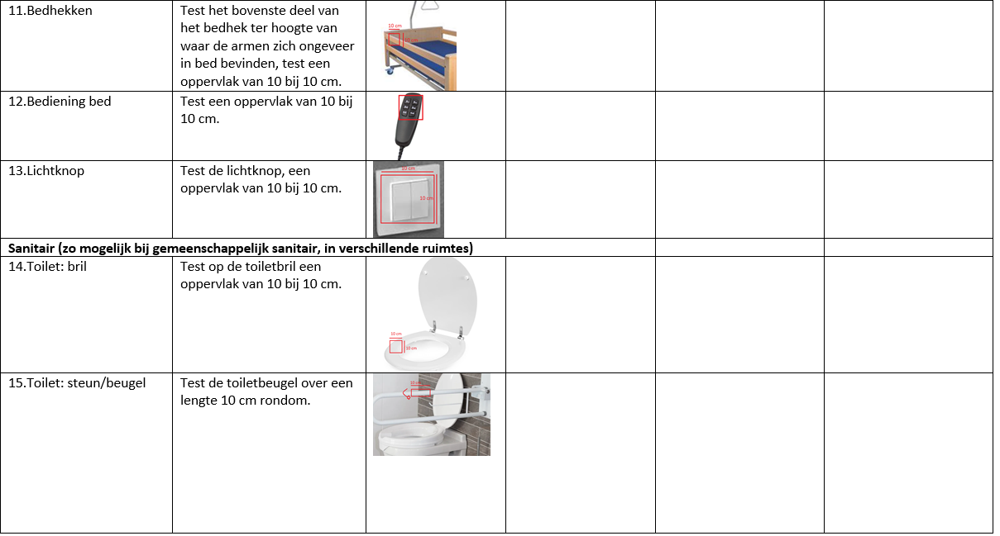 11.Bedhekken
Test het bovenste deel van
het bedhek ter hoogte van
waar de armen zich ongeveer
in bed bevinden, test een
oppervlak van 10 bij 10 cm.
10 cm
10 cm
12.Bediening bed
Test een oppervlak van 10 bij
10 cm.
13.Lichtknop
Test de lichtknop, een
oppervlak van 10 bij 10 cm.
10 cm
10 cm
Sanitair (zo mogelijk bij gemeenschappelijk sanitair, in verschillende ruimtes)
14.Toilet: bril
Test op de toiletbril een
oppervlak van 10 bij 10 cm.
10 cm
10 cm
15.Toilet: steun/beugel
Test de toiletbeugel over een
lengte 10 cm rondom.
10 cm